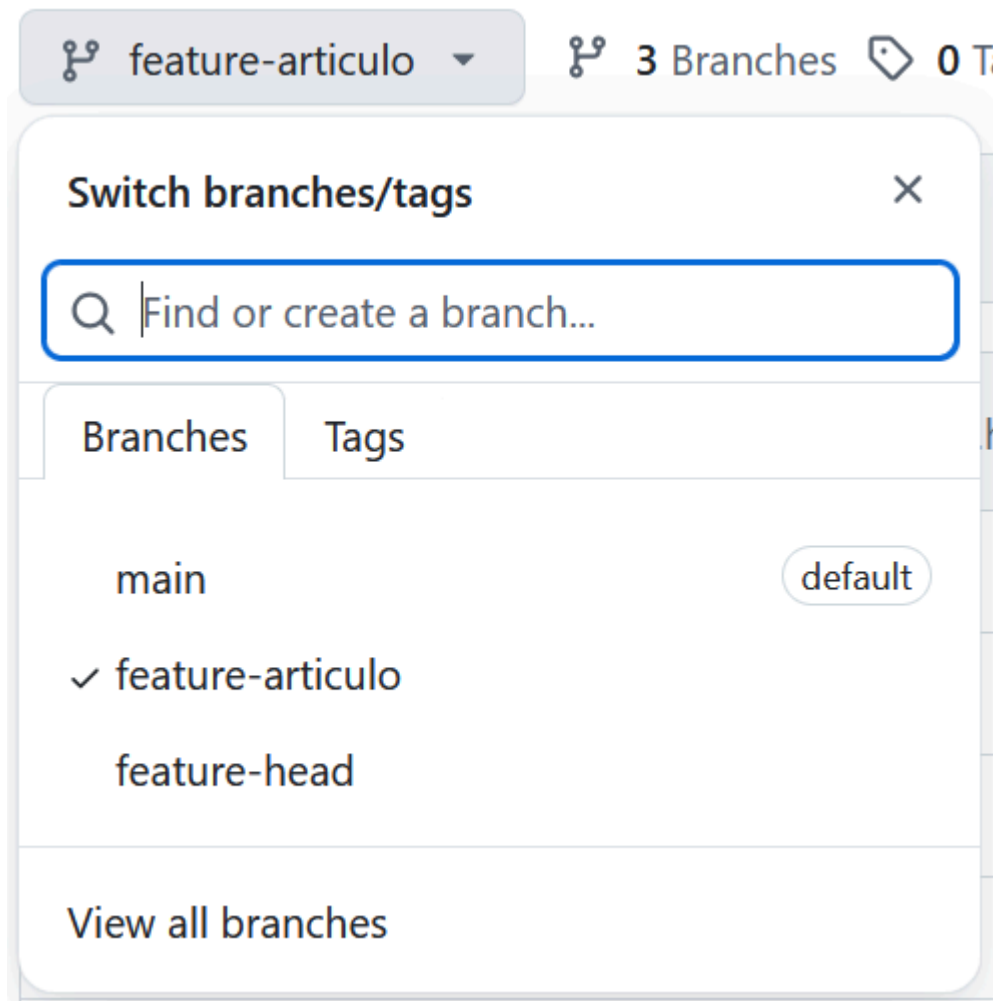 feature-articulo 3 Branches 0
Switch branches/tags
Find or create a branch...
Branches Tags
main default
feature-articulo
feature-head
View all branches